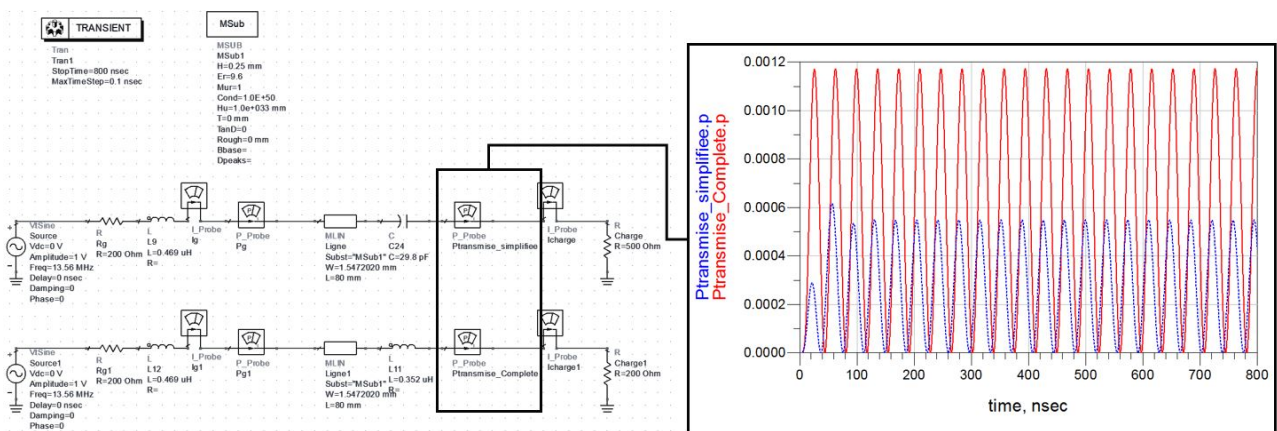 TRANSIENT
Tran
Tran1
StopTime=800 nsec
MaxTimeStep=0.1 nsec
MSub
MSUB
MSub1
H=0.25 mm
Er=9.6
Mur=1
Cond=1.0E+50
Hu=1.0e+033 mm
T=0 mm
TanD=0
Rough=0 mm
Bbase=
Dpeaks=
VtSine
Source
Vdc=0 V
Amplitude=1 V
Freq=13.56 MHz
Delay=0 nsec
Damping=0
Phase=0
R
Rg
R=200 Ohm
L
L9
L=0.469 uH
R=
I_Probe
Ig
P_Probe
Pg
MLIN
Ligne
Subst="MSub1"
W=1.5472020 mm
L=80 mm
C
C24
C=29.8 pF
P_Probe
Ptransmise_simplifiee
I_Probe
Icharge
R
Charge
R=500 Ohm
VtSine
Source1
Vdc=0 V
Amplitude=1 V
Freq=13.56 MHz
Delay=0 nsec
Damping=0
Phase=0
R
Rg1
R=200 Ohm
L
L12
L=0.469 uH
R=
I_Probe
Ig1
P_Probe
Pg1
MLIN
Ligne1
Subst="MSub1"
W=1.5472020 mm
L=80 mm
L
L11
L=0.352 uH
R=
P_Probe
Ptransmise_Complete
I_Probe
Icharge1
R
Charge1
R=200 Ohm
Ptransmise_simplifiee.p
Ptransmise_Complete.p
0.0012
0.0010
0.0008
0.0006
0.0004
0.0002
0.0000
0 100 200 300 400 500 600 700 800
time, nsec